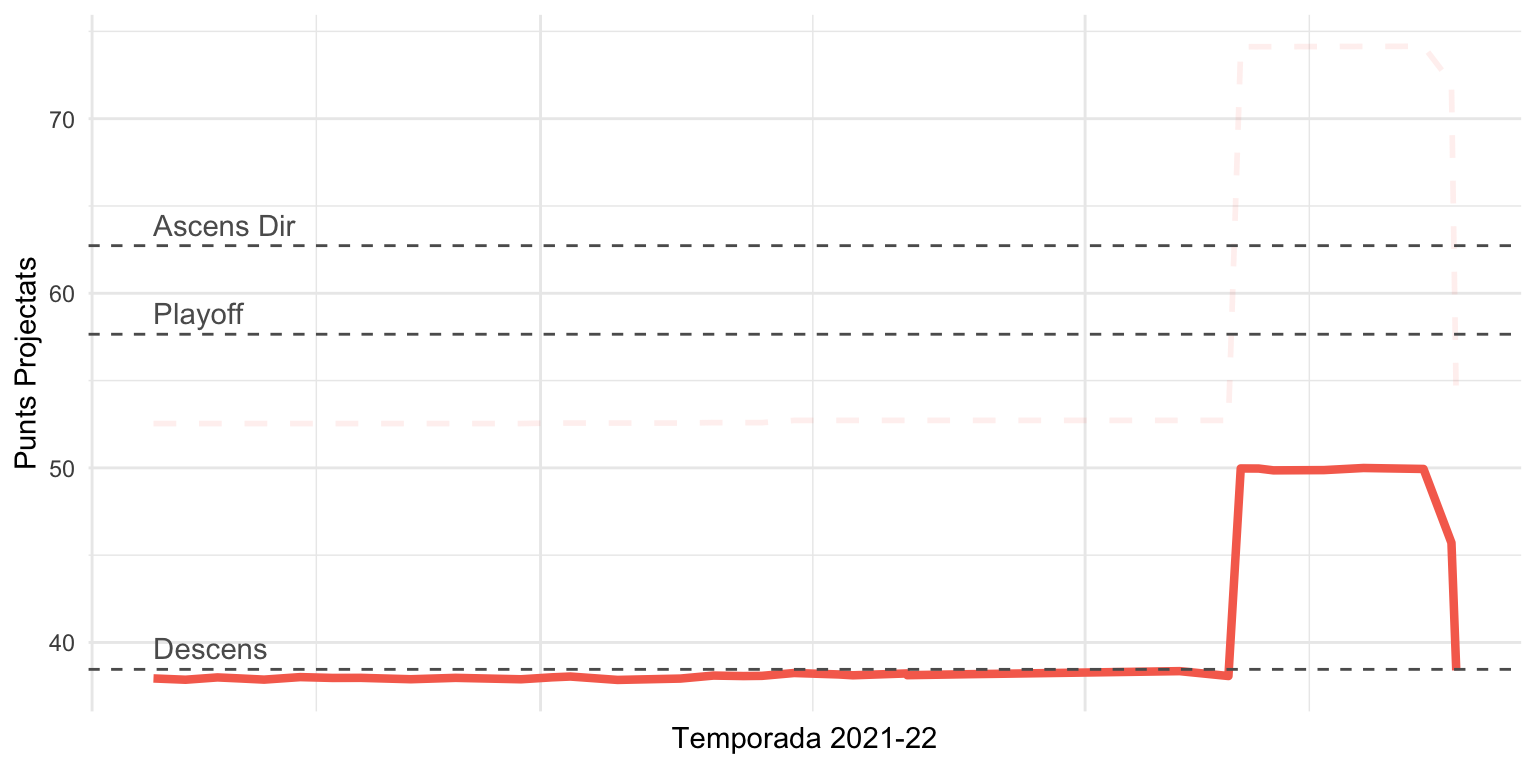 70
Ascens Dir
60
Playoff
50
Descens
40
Punts Projectats
Temporada 2021-22